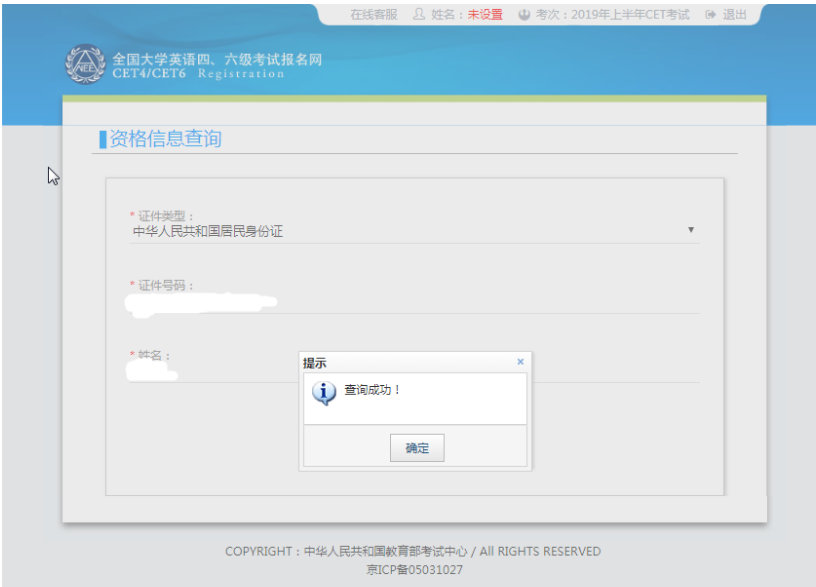 在线客服 姓名：未设置 考次：2019年上半年CET考试 退出
全国大学英语四、六级考试报名网
CET4/CET6 Registration
NEE
资格信息查询
* 证件类型：
中华人民共和国居民身份证
* 证件号码：
* 姓名：
提示 ×
查询成功！
确定
COPYRIGHT：中华人民共和国教育部考试中心 / All RIGHTS RESERVED
京ICP备05031027